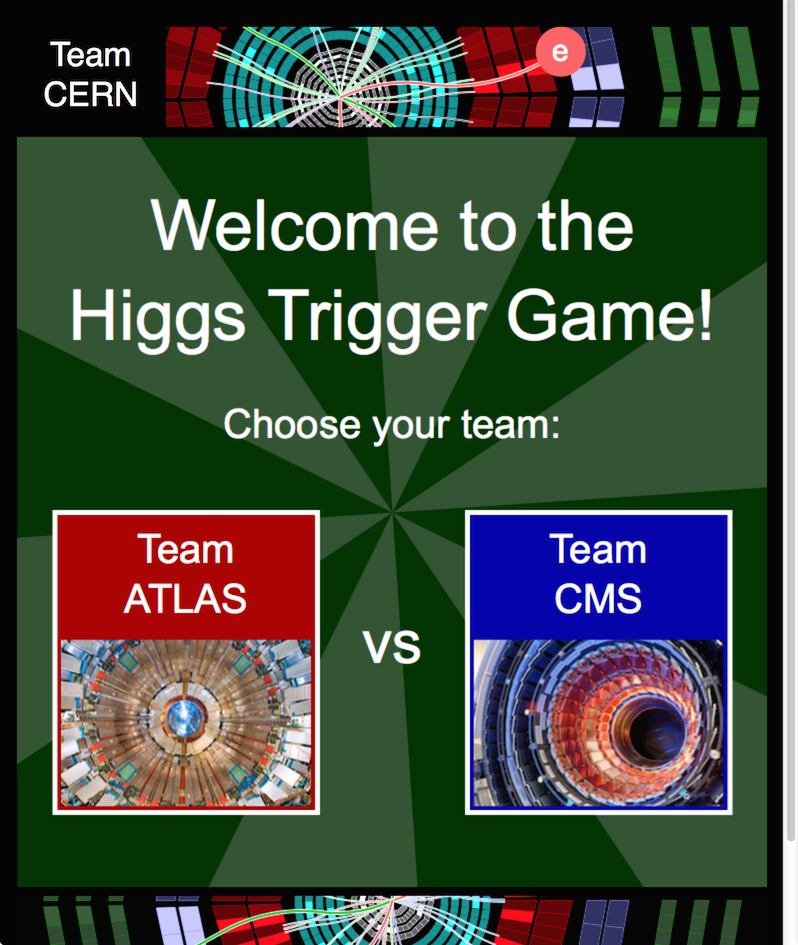 Team
CERN
e
Welcome to the
Higgs Trigger Game!
Choose your team:
Team
ATLAS
vs
Team
CMS